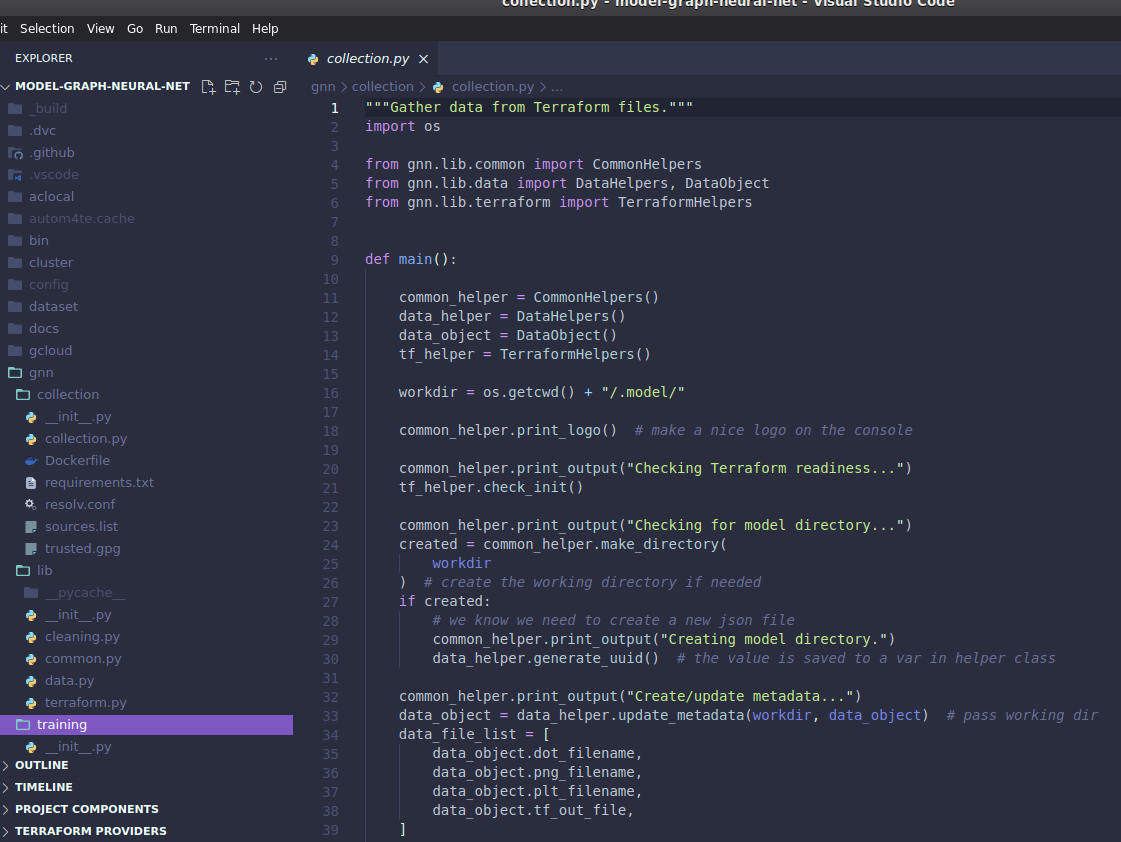 collection.py - model-graph-neural-net - Visual Studio Code
it Selection View Go Run Terminal Help
EXPLORER ...
MODEL-GRAPH-NEURAL-NET
_build
.dvc
.github
.vscode
aclocal
autom4te.cache
bin
cluster
config
dataset
docs
gcloud
gnn
collection
__init__.py
collection.py
Dockerfile
requirements.txt
resolv.conf
sources.list
trusted.gpg
lib
__pycache__
__init__.py
cleaning.py
common.py
data.py
terraform.py
training
__init__.py
OUTLINE
TIMELINE
PROJECT COMPONENTS
TERRAFORM PROVIDERS
collection.py
gnn > collection > collection.py > ...
1 """Gather data from Terraform files."""
2 import os
3
4 from gnn.lib.common import CommonHelpers
5 from gnn.lib.data import DataHelpers, DataObject
6 from gnn.lib.terraform import TerraformHelpers
7
8
9 def main():
10
11     common_helper = CommonHelpers()
12     data_helper = DataHelpers()
13     data_object = DataObject()
14     tf_helper = TerraformHelpers()
15
16     workdir = os.getcwd() + "/.model/"
17
18     common_helper.print_logo()  # make a nice logo on the console
19
20     common_helper.print_output("Checking Terraform readiness...")
21     tf_helper.check_init()
22
23     common_helper.print_output("Checking for model directory...")
24     created = common_helper.make_directory(
25         workdir
26     )  # create the working directory if needed
27     if created:
28         # we know we need to create a new json file
29         common_helper.print_output("Creating model directory.")
30         data_helper.generate_uuid()  # the value is saved to a var in helper class
31
32     common_helper.print_output("Create/update metadata...")
33     data_object = data_helper.update_metadata(workdir, data_object)  # pass working dir
34     data_file_list = [
35         data_object.dot_filename,
36         data_object.png_filename,
37         data_object.plt_filename,
38         data_object.tf_out_file,
39     ]